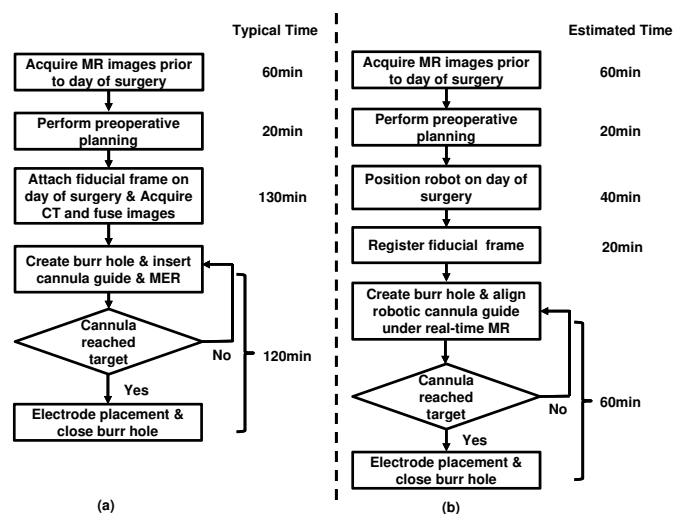 Typical Time
Acquire MR images prior
to day of surgery
60min
Perform preoperative
planning
20min
Attach fiducial frame on
day of surgery & Acquire
CT and fuse images
130min
Create burr hole & insert
cannula guide & MER
Cannula
reached
target
No
120min
Yes
Electrode placement &
close burr hole
(a)
Estimated Time
Acquire MR images prior
to day of surgery
60min
Perform preoperative
planning
20min
Position robot on day of
surgery
40min
Register fiducial frame
20min
Create burr hole & align
robotic cannula guide
under real-time MR
Cannula
reached
target
No
60min
Yes
Electrode placement &
close burr hole
(b)